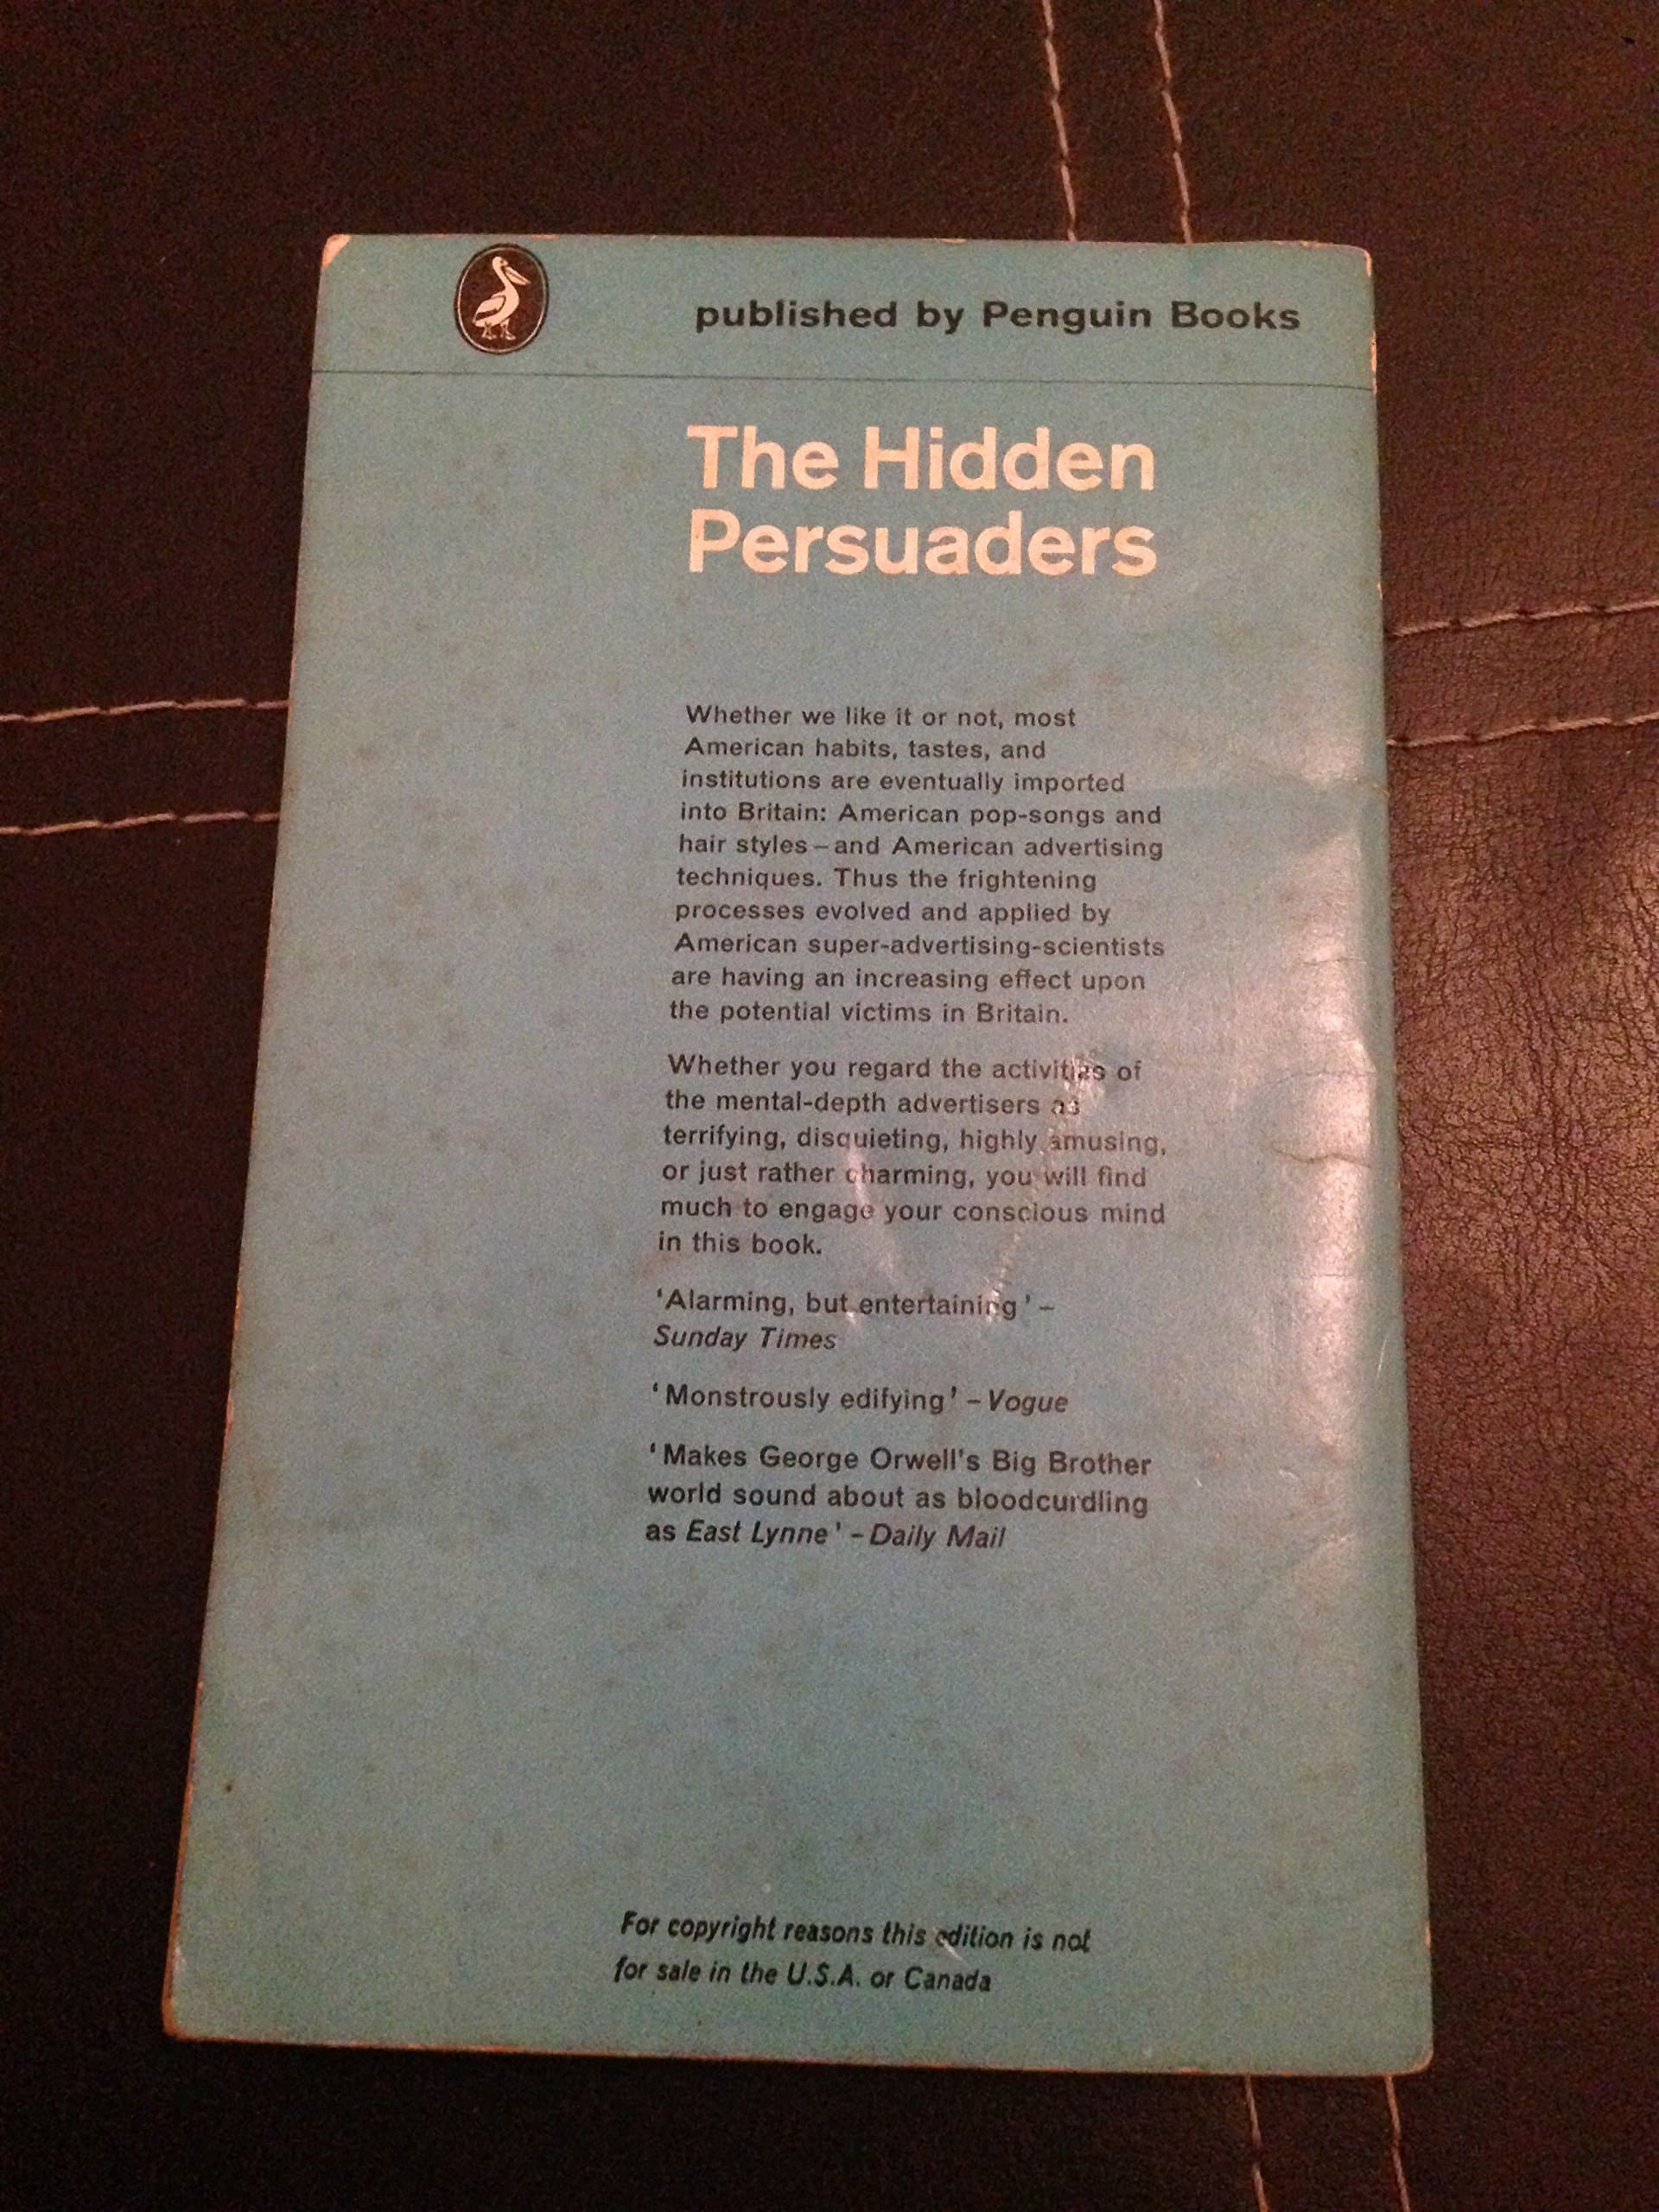 published by Penguin Books
The Hidden
Persuaders
Whether we like it or not, most
American habits, tastes, and
institutions are eventually imported
into Britain: American pop-songs and
hair styles – and American advertising
techniques. Thus the frightening
processes evolved and applied by
American super-advertising-scientists
are having an increasing effect upon
the potential victims in Britain.
Whether you regard the activities of
the mental-depth advertisers as
terrifying, disquieting, highly amusing,
or just rather charming, you will find
much to engage your conscious mind
in this book.
‘Alarming, but entertaining’ –
Sunday Times
‘Monstrously edifying’ – Vogue
‘Makes George Orwell's Big Brother
world sound about as bloodcurdling
as East Lynne’ – Daily Mail
For copyright reasons this edition is not
for sale in the U.S.A. or Canada